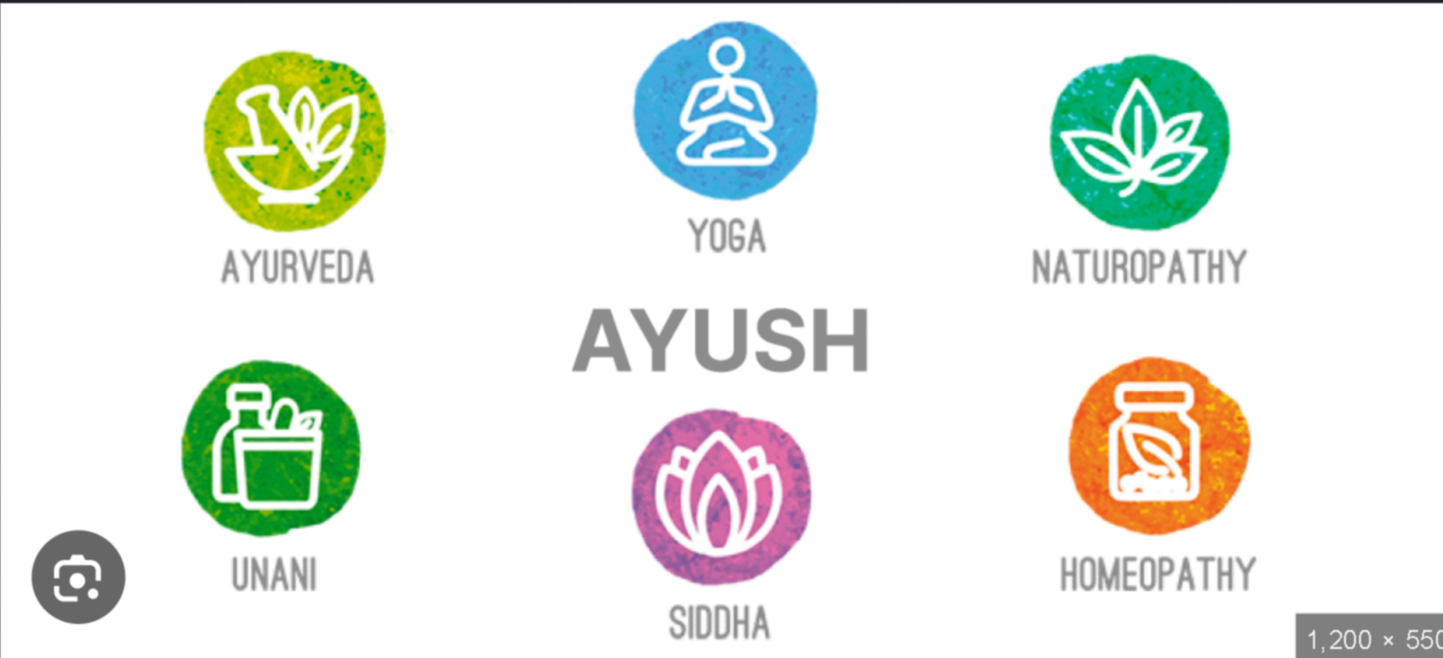 AYURVEDA
YOGA
NATUROPATHY
AYUSH
UNANI
SIDDHA
HOMEOPATHY
1,200 × 550